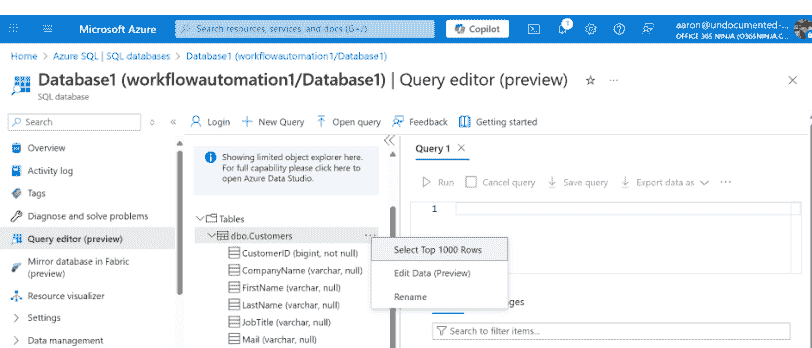 Microsoft Azure
Search resources, services, and docs (G+/)
Copilot
1
aaron@undocumented-...
OFFICE 365 NINJA (O365NINJA.C...
Home > Azure SQL | SQL databases > Database1 (workflowautomation1/Database1)
Database1 (workflowautomation1/Database1) | Query editor (preview)
SQL database
Search
Overview
Activity log
Tags
Diagnose and solve problems
Query editor (preview)
Mirror database in Fabric
(preview)
Resource visualizer
Settings
Data management
Login
New Query
Open query
Feedback
Getting started
Showing limited object explorer here.
For full capability please click here to
open Azure Data Studio.
Tables
dbo.Customers
CustomerID (bigint, not null)
CompanyName (varchar, null)
FirstName (varchar, null)
LastName (varchar, null)
JobTitle (varchar, null)
Mail (varchar, null)
Select Top 1000 Rows
Edit Data (Preview)
Rename
Query 1
Run
Cancel query
Save query
Export data as
1
ages
Search to filter items...